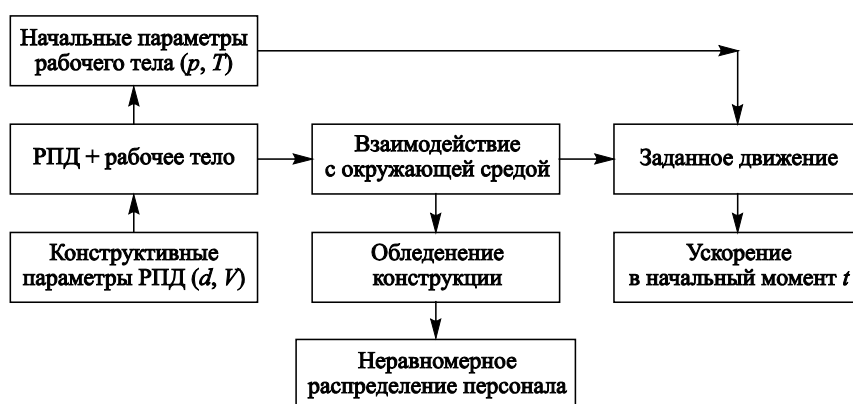 Начальные параметры
рабочего тела (p, T)
РПД + рабочее тело
Взаимодействие
с окружающей средой
Заданное движение
Конструктивные
параметры РПД (d, V)
Обледенение
конструкции
Ускорение
в начальный момент t
Неравномерное
распределение персонала